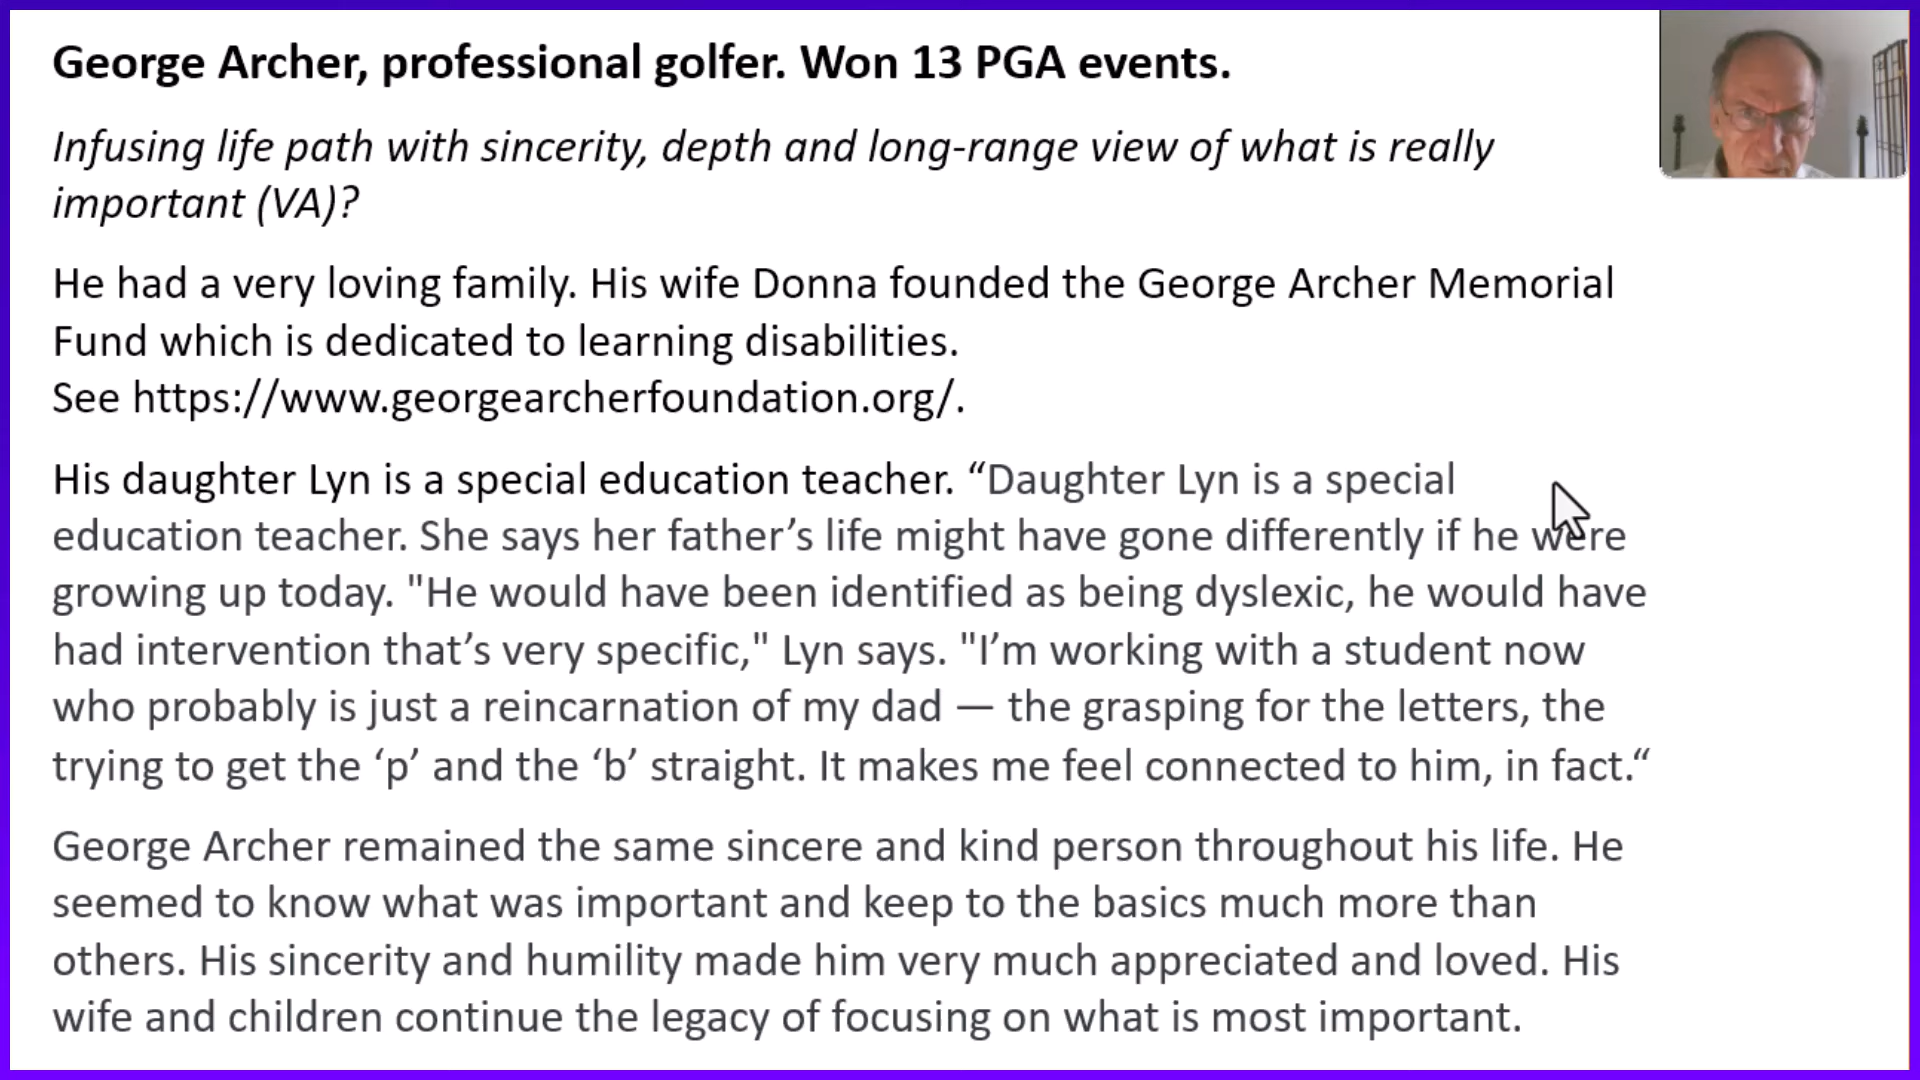 George Archer, professional golfer. Won 13 PGA events.
Infusing life path with sincerity, depth and long-range view of what is really
important (VA)?
He had a very loving family. His wife Donna founded the George Archer Memorial
Fund which is dedicated to learning disabilities.
See https://www.georgearcherfoundation.org/.
His daughter Lyn is a special education teacher. “Daughter Lyn is a special
education teacher. She says her father’s life might have gone differently if he were
growing up today. "He would have been identified as being dyslexic, he would have
had intervention that’s very specific," Lyn says. "I’m working with a student now
who probably is just a reincarnation of my dad — the grasping for the letters, the
trying to get the ‘p’ and the ‘b’ straight. It makes me feel connected to him, in fact.“
George Archer remained the same sincere and kind person throughout his life. He
seemed to know what was important and keep to the basics much more than
others. His sincerity and humility made him very much appreciated and loved. His
wife and children continue the legacy of focusing on what is most important.